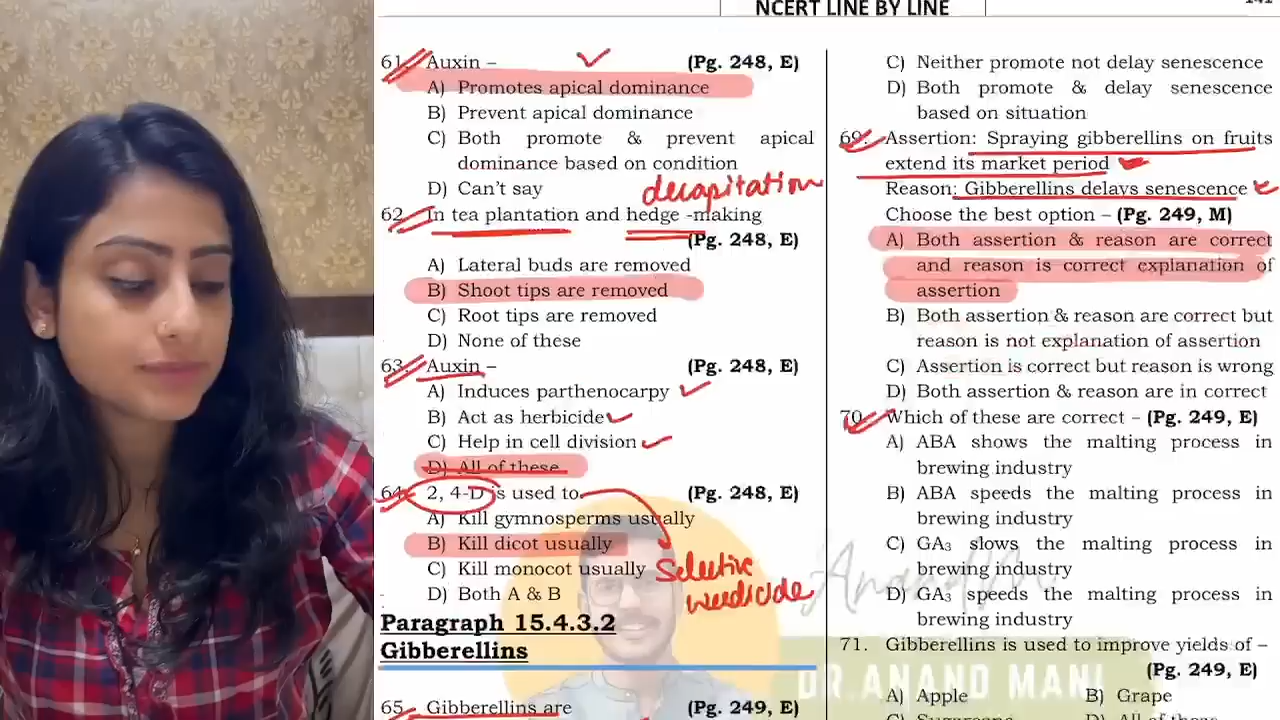 NCERT LINE BY LINE
61. Auxin – (Pg. 248, E)
A) Promotes apical dominance
B) Prevent apical dominance
C) Both promote & prevent apical
dominance based on condition
D) Can't say
decapitation
62. In tea plantation and hedge -making
(Pg. 248, E)
A) Lateral buds are removed
B) Shoot tips are removed
C) Root tips are removed
D) None of these
63. Auxin – (Pg. 248, E)
A) Induces parthenocarpy
B) Act as herbicide
C) Help in cell division
D) All of these
64. 2, 4-D is used to (Pg. 248, E)
A) Kill gymnosperms usually
B) Kill dicot usually
C) Kill monocot usually
D) Both A & B
Selective
weedicide
Paragraph 15.4.3.2
Gibberellins
65. Gibberellins are (Pg. 249, E)
C) Neither promote not delay senescence
D) Both promote & delay senescence
based on situation
69. Assertion: Spraying gibberellins on fruits
extend its market period
Reason: Gibberellins delays senescence
Choose the best option – (Pg. 249, M)
A) Both assertion & reason are correct
and reason is correct explanation of
assertion
B) Both assertion & reason are correct but
reason is not explanation of assertion
C) Assertion is correct but reason is wrong
D) Both assertion & reason are in correct
70. Which of these are correct – (Pg. 249, E)
A) ABA shows the malting process in
brewing industry
B) ABA speeds the malting process in
brewing industry
C) GA3 slows the malting process in
brewing industry
D) GA3 speeds the malting process in
brewing industry
71. Gibberellins is used to improve yields of –
(Pg. 249, E)
A) Apple B) Grape
C) Sugarcane D) All of these
Anand M
DR.ANAND MANI